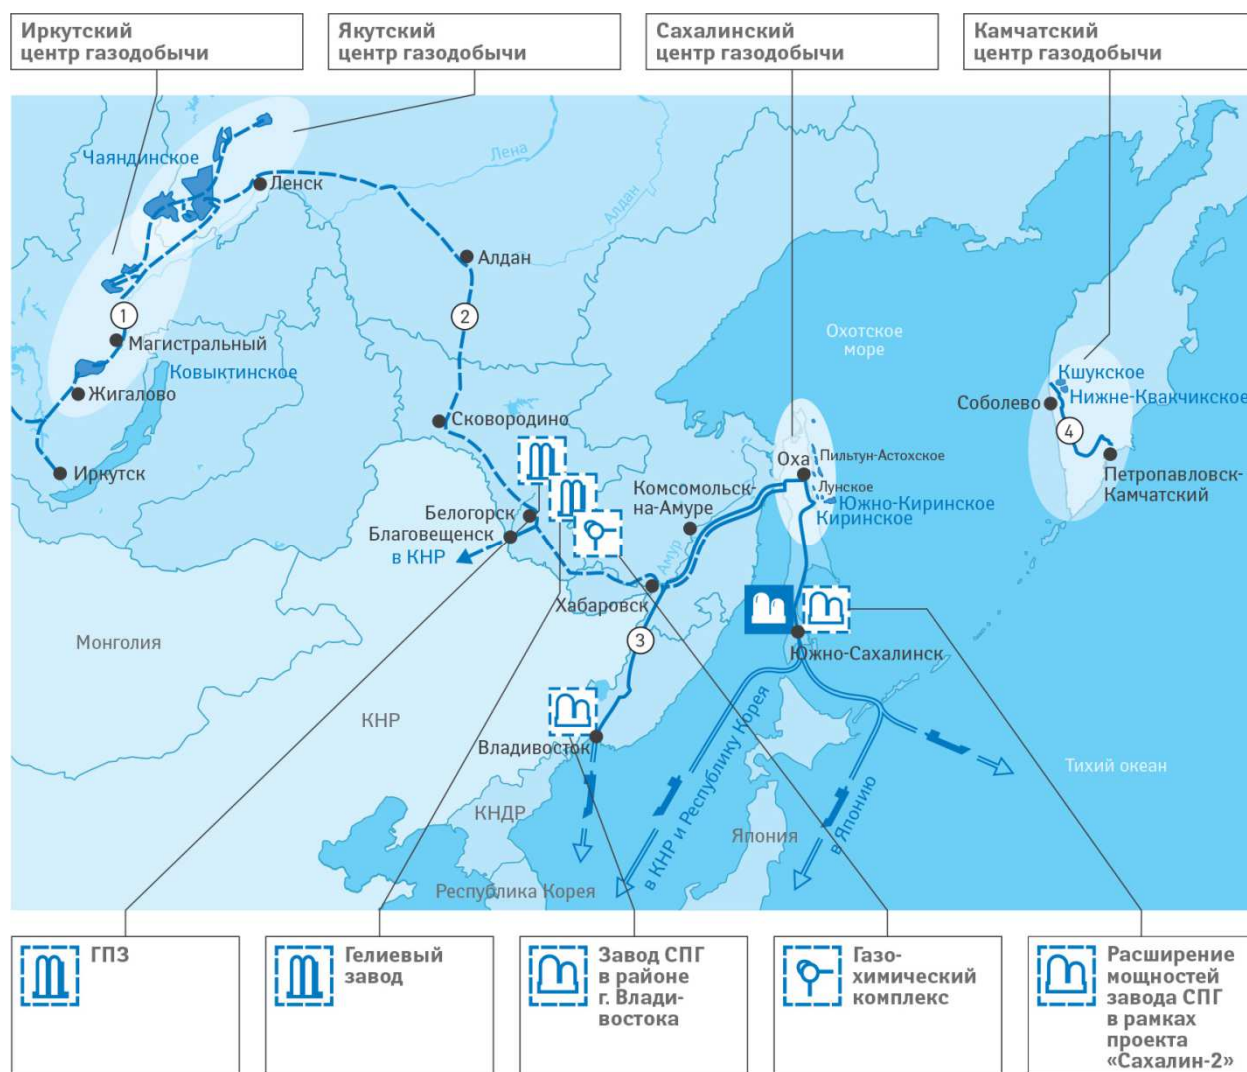 Иркутский
центр газодобычи
Якутский
центр газодобычи
Сахалинский
центр газодобычи
Камчатский
центр газодобычи
Чаяндинское
Лена
Ленск
Алдан
Алдан
1
2
Магистральный
Ковыктинское
Жигалово
Иркутск
Охотское
море
Кшукское
Нижне-Квакчикское
Соболево
4
Петропавловск-
Камчатский
Сковородино
Оха
Пильтун-Астохское
Лунское
Южно-Киринское
Киринское
Комсомольск-
на-Амуре
Белогорск
Благовещенск
в КНР
Амур
Хабаровск
3
Южно-Сахалинск
Монголия
КНР
Владивосток
КНДР
Республика Корея
Япония
Тихий океан
в КНР и Республику Корея
в Японию
ГПЗ
Гелиевый
завод
Завод СПГ
в районе
г. Влади-
востока
Газо-
химический
комплекс
Расширение
мощностей
завода СПГ
в рамках
проекта
«Сахалин-2»